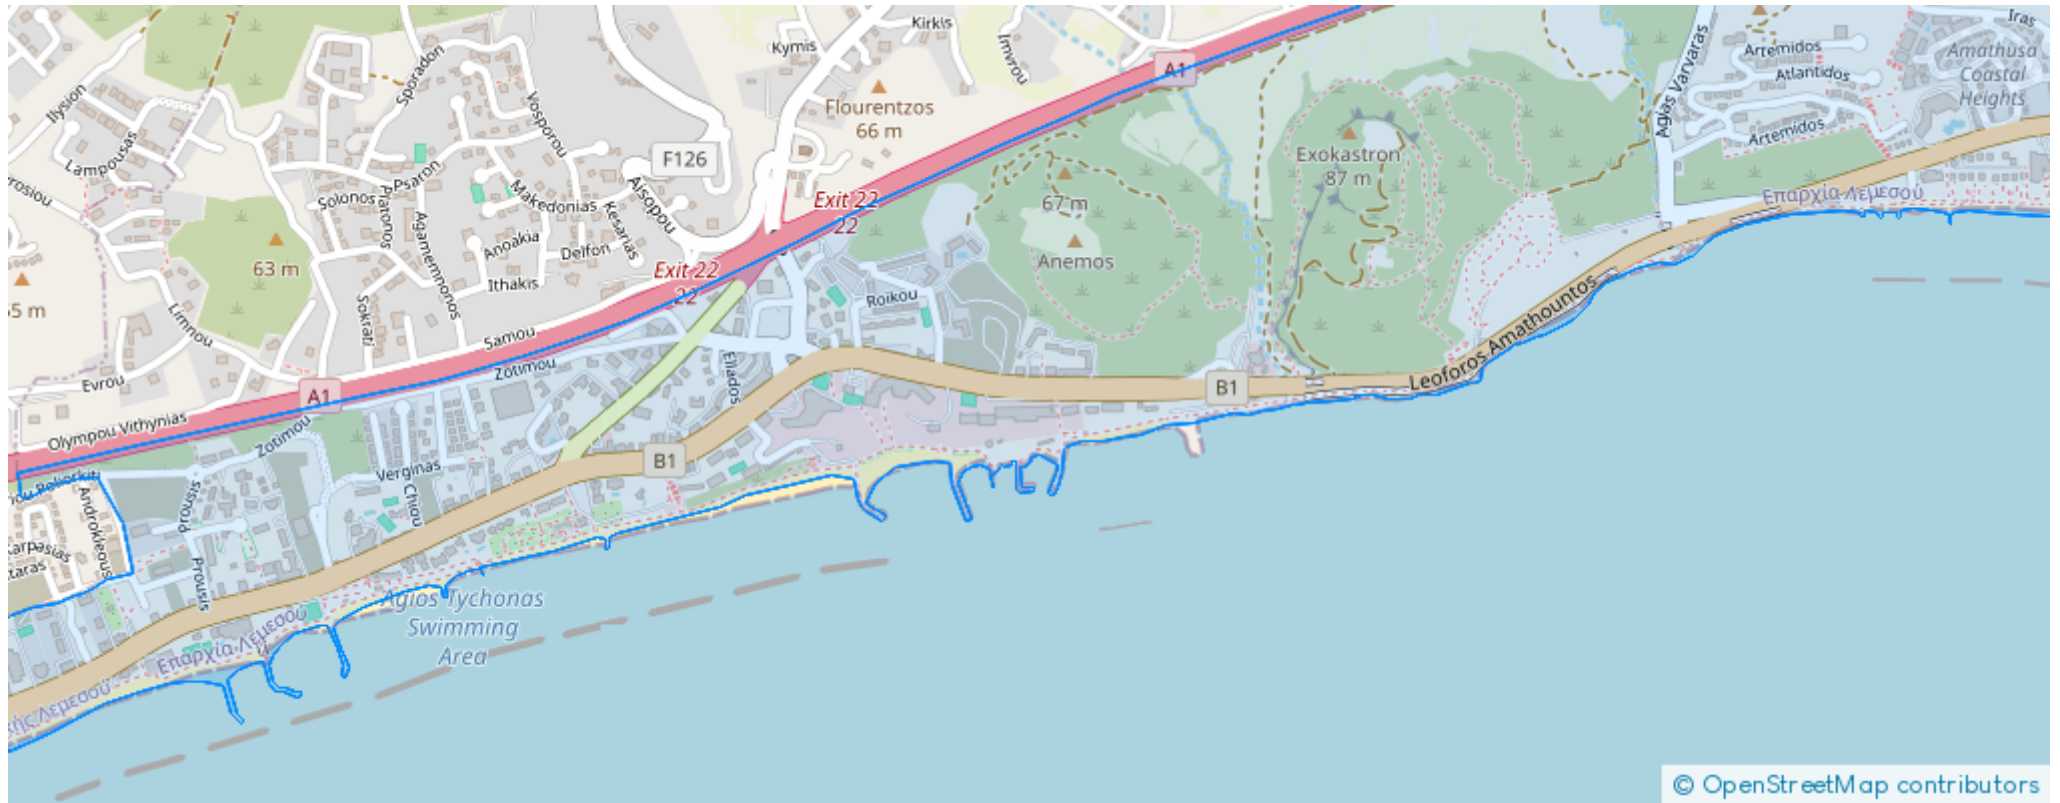 Kirkis
Kymis
Imvrou
Iras
Artemidos
Amathusa
Coastal
Heights
Atlantidos
Artemidos
Agias Varvaras
A1
Sporadon
Ilysion
Vosporou
Flourentzos
66 m
Lampousas
F126
Exokastron
87 m
Psaron
Solonos
Platonos
Makedonias
Aisopou
Kesarias
Agamemnonos
Exit 22
22
67 m
Επαρχία Λεμεσού
Anoakia
Delfon
Anemos
63 m
Exit 22
22
Ithakis
Roikou
Sokrati
Limnou
Samou
Zotimou
Ellados
Evrou
A1
B1
Leoforos Amathountos
Olympou Vithynias
Zotimou
Verginas
Chiou
B1
Androkleous
Prousis
Prousis
Karpasias
Agios Tychonas
Swimming
Area
Επαρχία Λεμεσού
© OpenStreetMap contributors